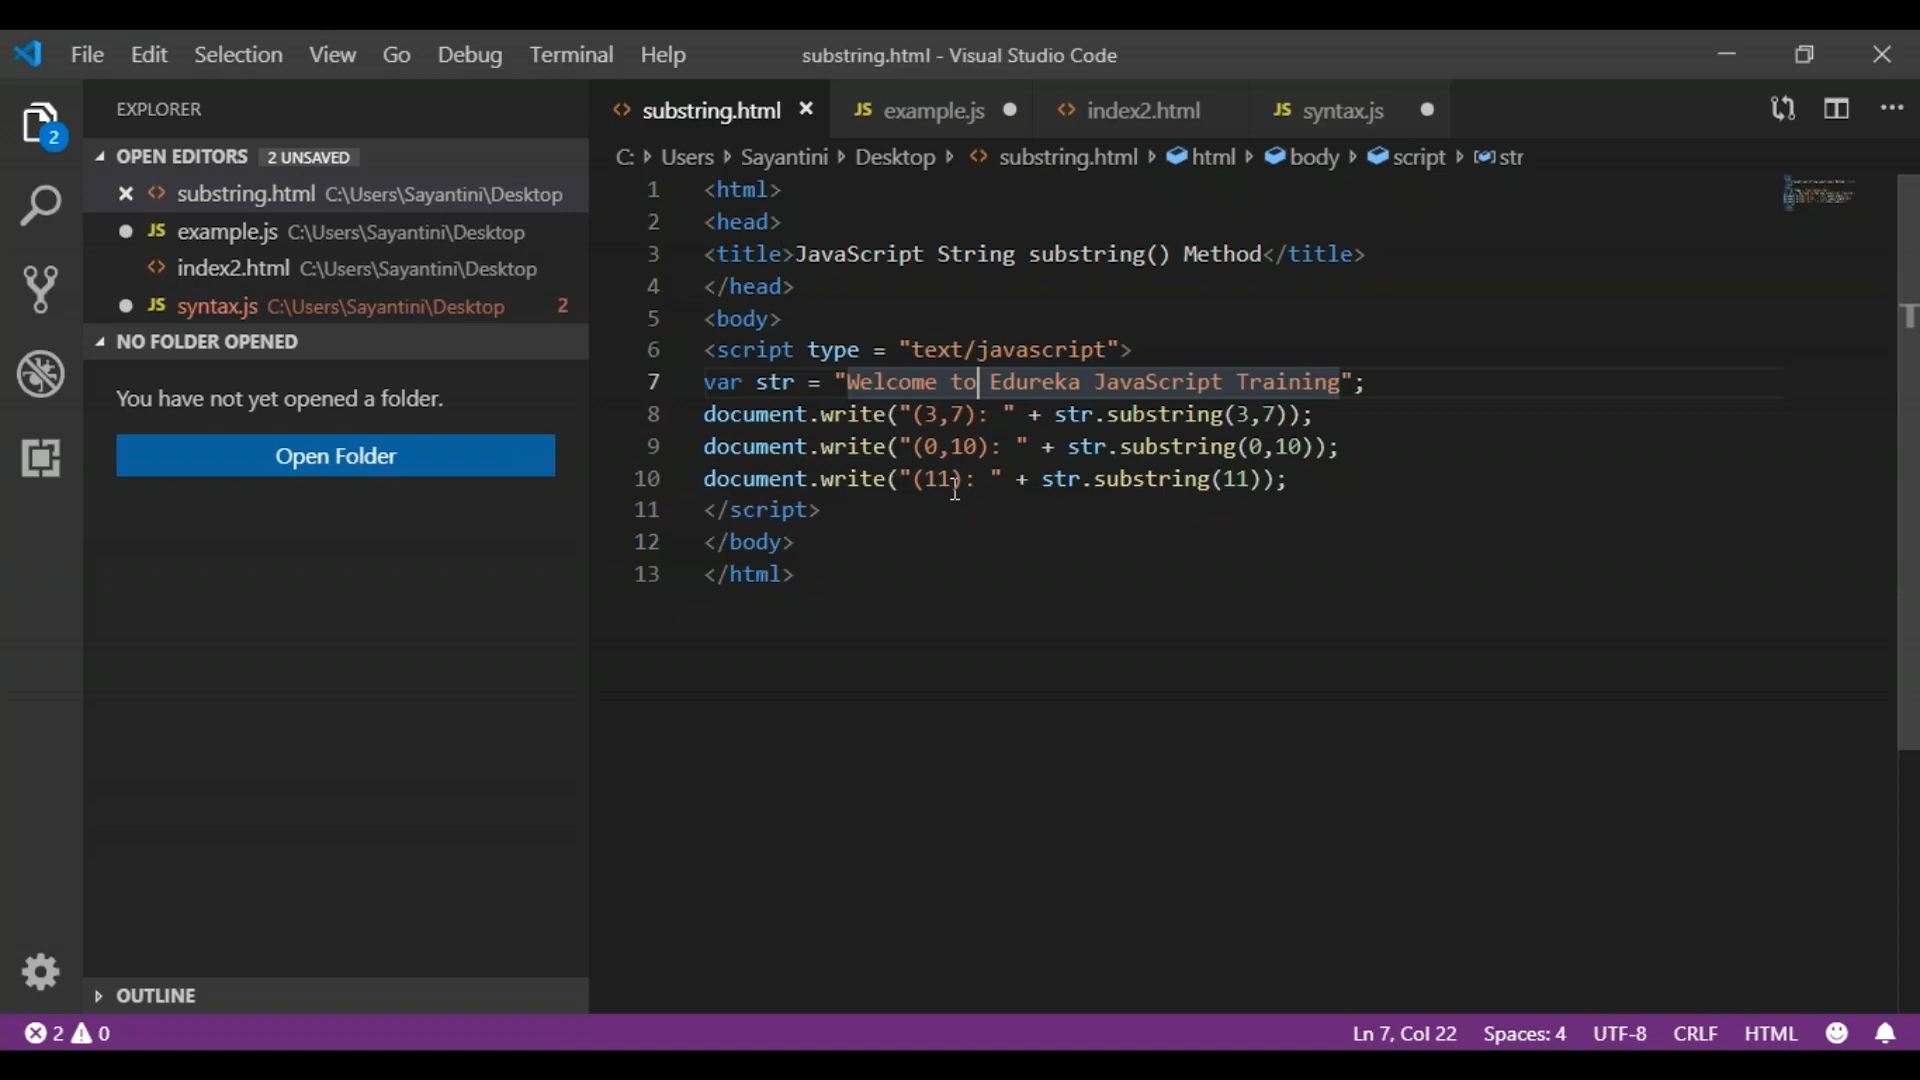 File Edit Selection View Go Debug Terminal Help substring.html - Visual Studio Code
EXPLORER
2
OPEN EDITORS 2 UNSAVED
substring.html C:\Users\Sayantini\Desktop
JS example.js C:\Users\Sayantini\Desktop
index2.html C:\Users\Sayantini\Desktop
JS syntax.js C:\Users\Sayantini\Desktop 2
NO FOLDER OPENED
You have not yet opened a folder.
Open Folder
OUTLINE
substring.html JS example.js index2.html JS syntax.js
C: Users Sayantini Desktop substring.html html body script str
1 <html>
2 <head>
3 <title>JavaScript String substring() Method</title>
4 </head>
5 <body>
6 <script type = "text/javascript">
7 var str = "Welcome to Edureka JavaScript Training";
8 document.write("(3,7): " + str.substring(3,7));
9 document.write("(0,10): " + str.substring(0,10));
10 document.write("(11): " + str.substring(11));
11 </script>
12 </body>
13 </html>
2 0 Ln 7, Col 22 Spaces: 4 UTF-8 CRLF HTML